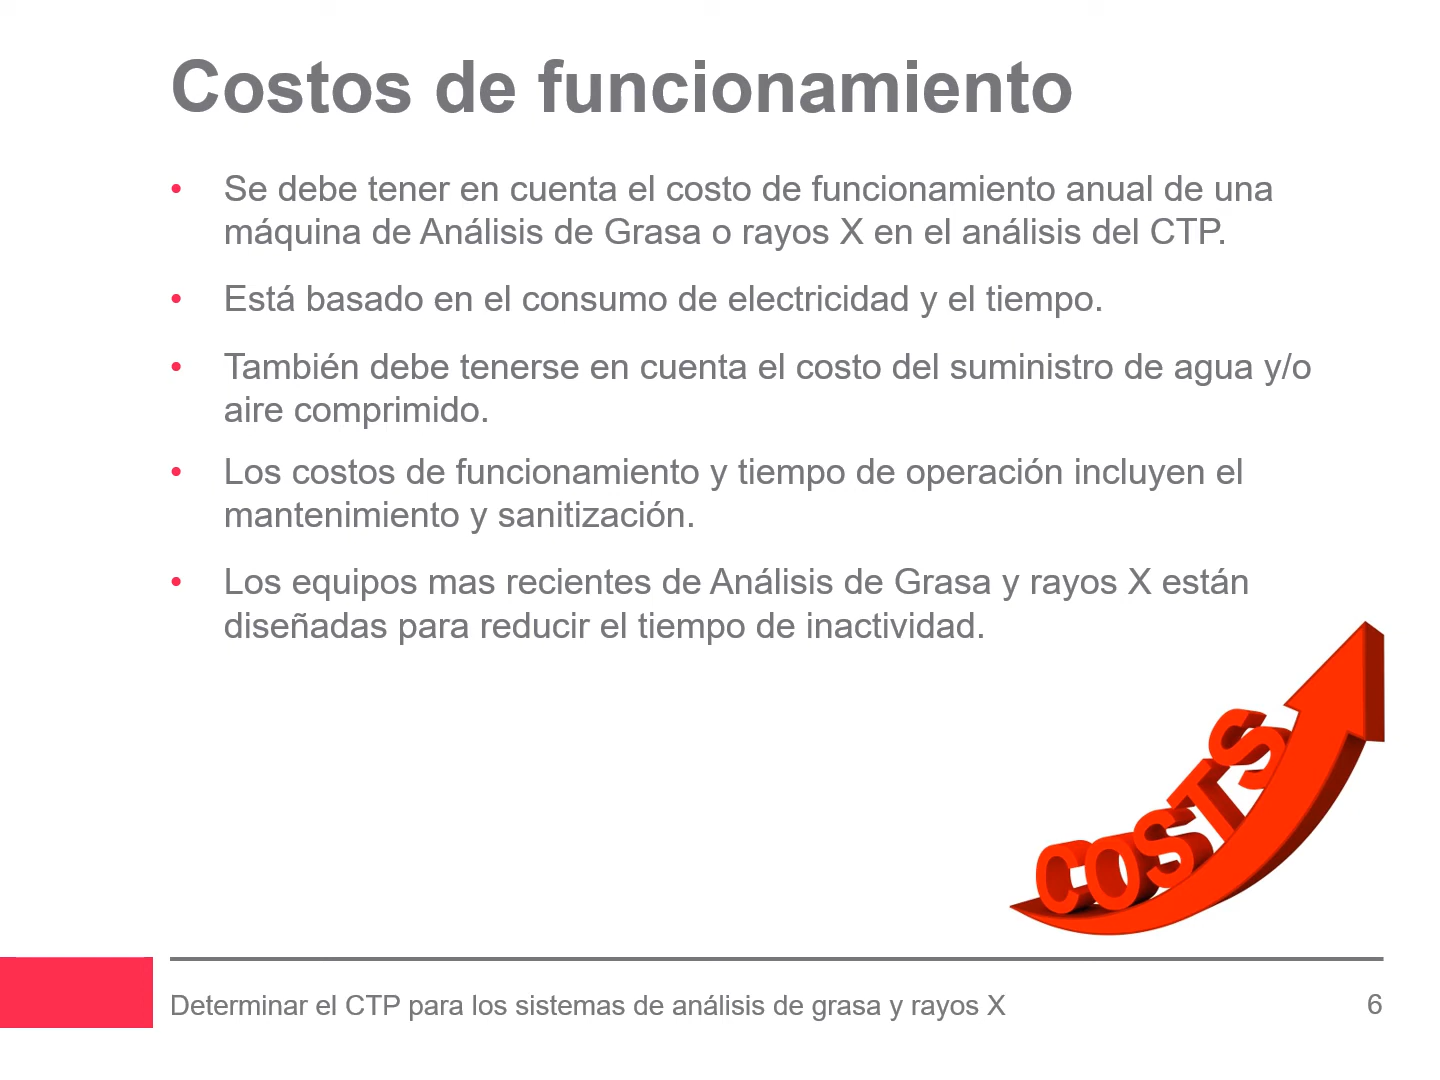 Costos de funcionamiento
• Se debe tener en cuenta el costo de funcionamiento anual de una
máquina de Análisis de Grasa o rayos X en el análisis del CTP.
• Está basado en el consumo de electricidad y el tiempo.
• También debe tenerse en cuenta el costo del suministro de agua y/o
aire comprimido.
• Los costos de funcionamiento y tiempo de operación incluyen el
mantenimiento y sanitización.
• Los equipos mas recientes de Análisis de Grasa y rayos X están
diseñadas para reducir el tiempo de inactividad.
COSTS
Determinar el CTP para los sistemas de análisis de grasa y rayos X
6